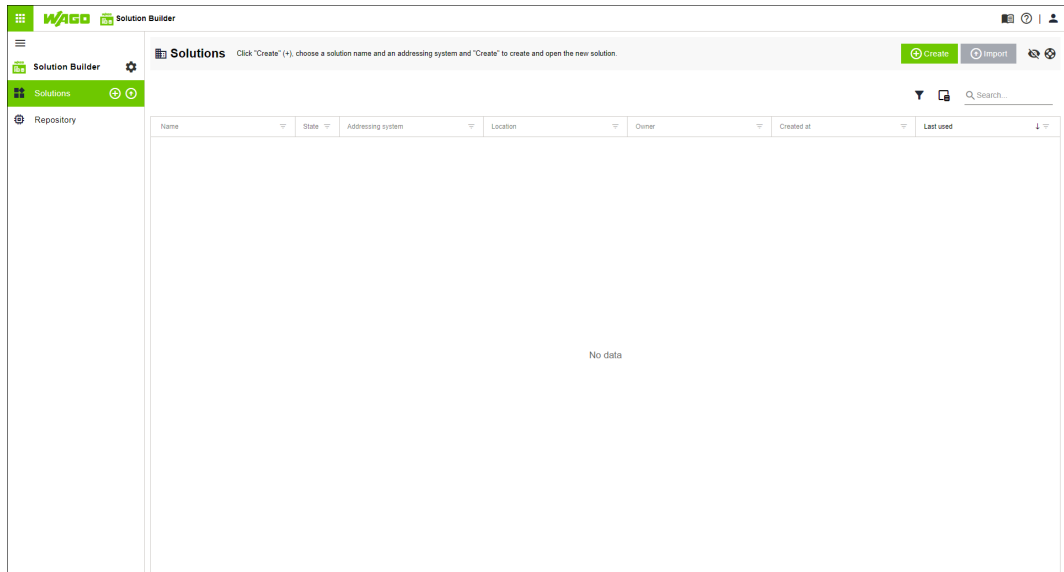 WAGO Solution Builder
Solution Builder
Solutions
Repository
Solutions Click "Create" (+), choose a solution name and an addressing system and "Create" to create and open the new solution.
Create Import
Search...
Name State Addressing system Location Owner Created at Last used
No data